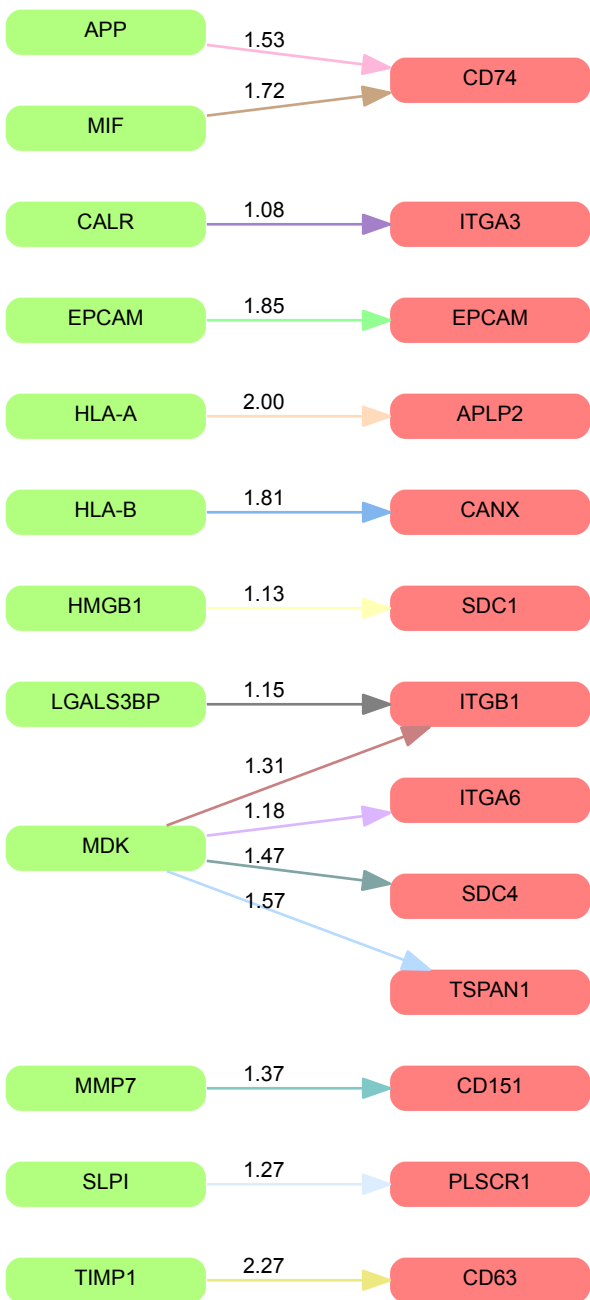 APP
1.53
CD74
MIF
1.72
CALR
1.08
ITGA3
EPCAM
1.85
EPCAM
HLA-A
2.00
APLP2
HLA-B
1.81
CANX
HMGB1
1.13
SDC1
LGALS3BP
1.15
ITGB1
1.31
ITGA6
1.18
MDK
1.47
SDC4
1.57
TSPAN1
MMP7
1.37
CD151
SLPI
1.27
PLSCR1
TIMP1
2.27
CD63